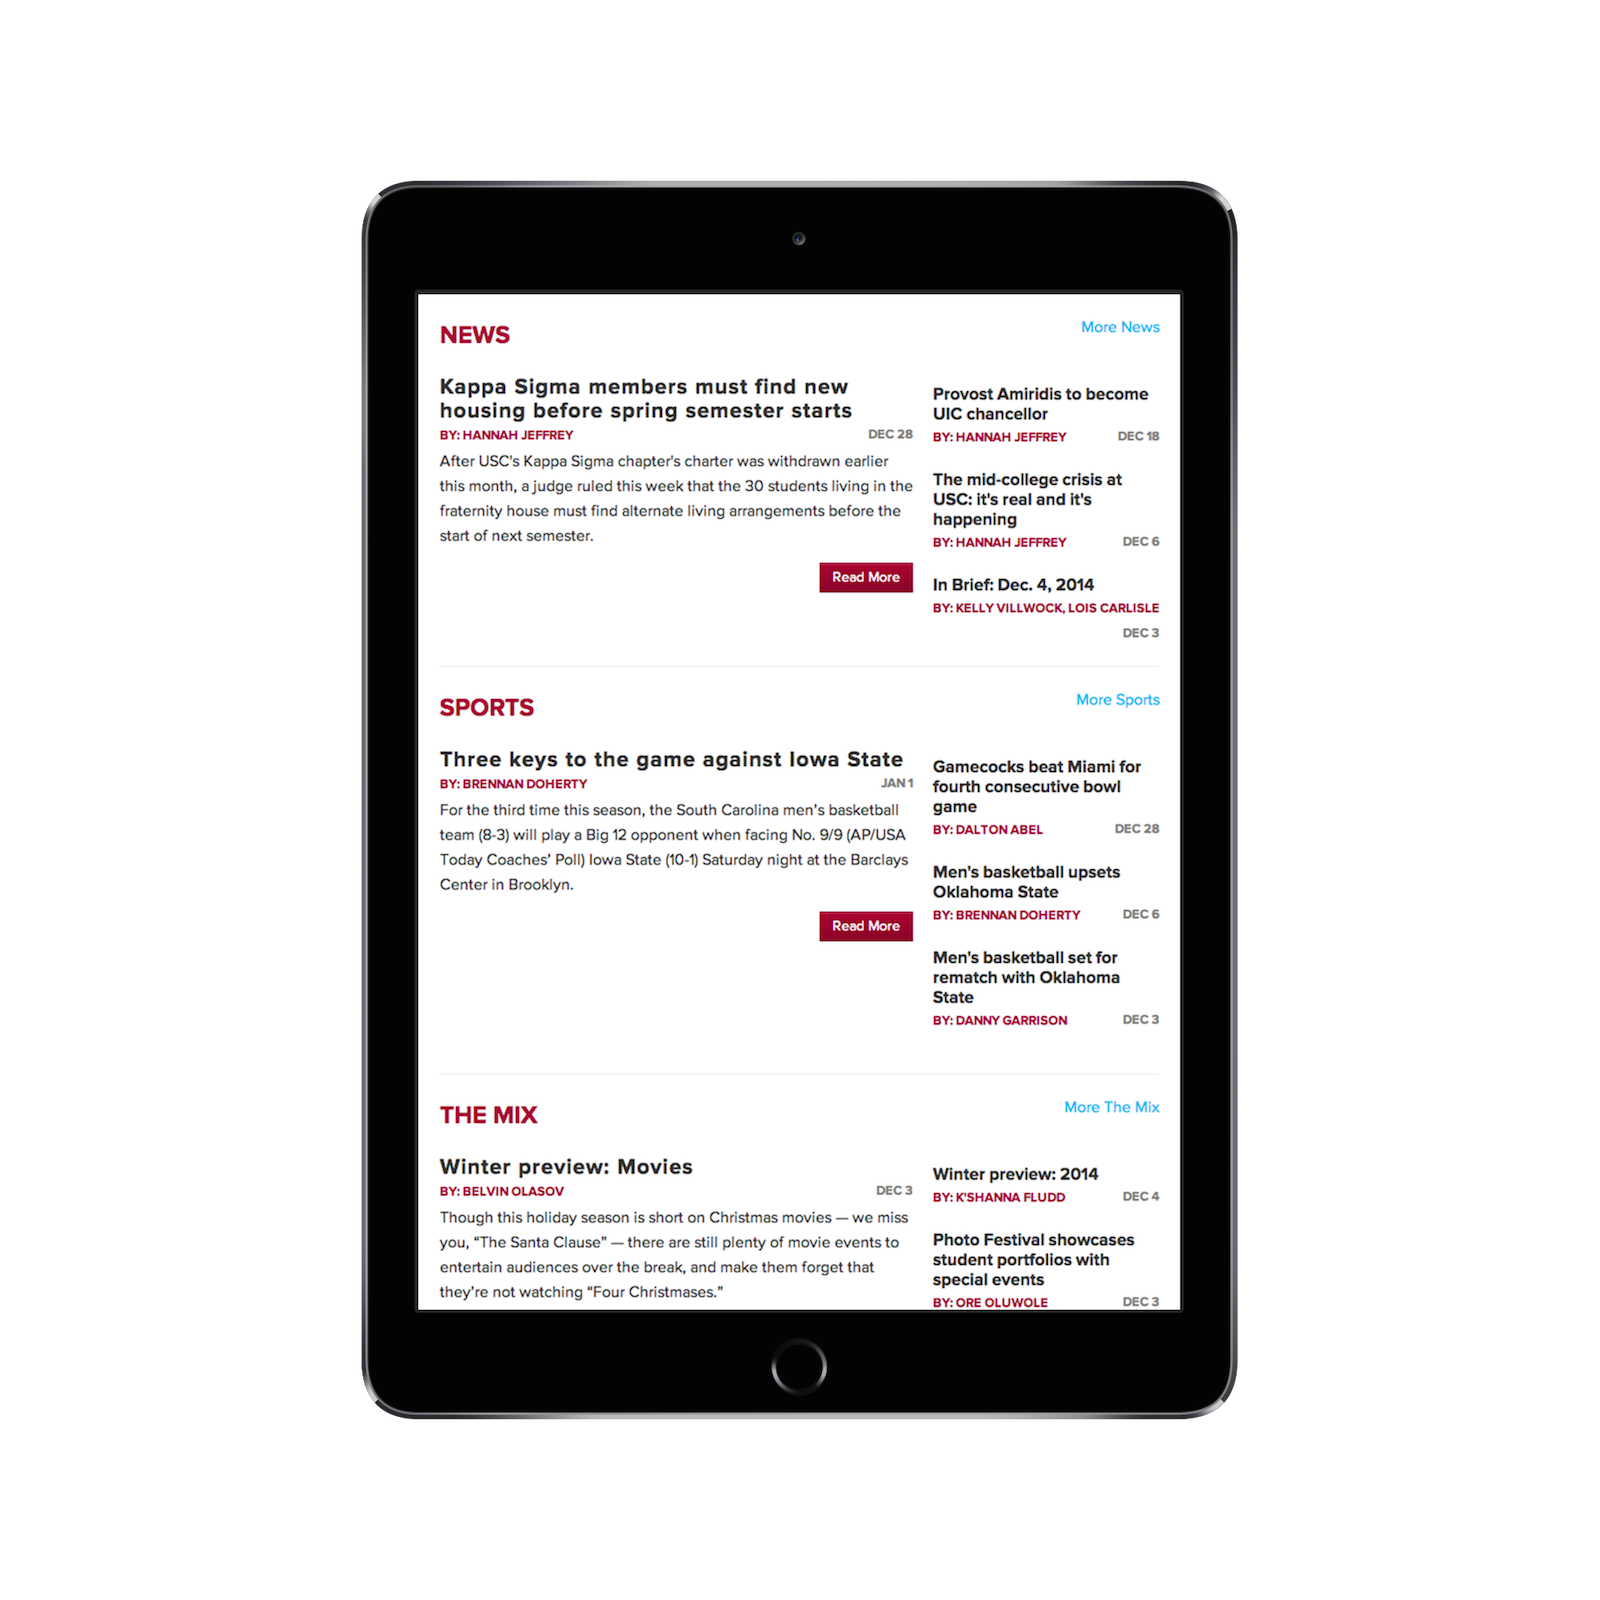 NEWS
More News
Kappa Sigma members must find new
housing before spring semester starts
BY: HANNAH JEFFREY DEC 28
After USC's Kappa Sigma chapter's charter was withdrawn earlier
this month, a judge ruled this week that the 30 students living in the
fraternity house must find alternate living arrangements before the
start of next semester.
Read More
Provost Amiridis to become
UIC chancellor
BY: HANNAH JEFFREY DEC 18
The mid-college crisis at
USC: it's real and it's
happening
BY: HANNAH JEFFREY DEC 6
In Brief: Dec. 4, 2014
BY: KELLY VILLWOCK, LOIS CARLISLE
DEC 3
SPORTS
More Sports
Three keys to the game against Iowa State
BY: BRENNAN DOHERTY JAN 1
For the third time this season, the South Carolina men’s basketball
team (8-3) will play a Big 12 opponent when facing No. 9/9 (AP/USA
Today Coaches’ Poll) Iowa State (10-1) Saturday night at the Barclays
Center in Brooklyn.
Read More
Gamecocks beat Miami for
fourth consecutive bowl
game
BY: DALTON ABEL DEC 28
Men's basketball upsets
Oklahoma State
BY: BRENNAN DOHERTY DEC 6
Men's basketball set for
rematch with Oklahoma
State
BY: DANNY GARRISON DEC 3
THE MIX
More The Mix
Winter preview: Movies
BY: BELVIN OLASOV DEC 3
Though this holiday season is short on Christmas movies — we miss
you, “The Santa Clause” — there are still plenty of movie events to
entertain audiences over the break, and make them forget that
they’re not watching “Four Christmases.”
Winter preview: 2014
BY: K'SHANNA FLUDD DEC 4
Photo Festival showcases
student portfolios with
special events
BY: ORE OLUWOLE DEC 3